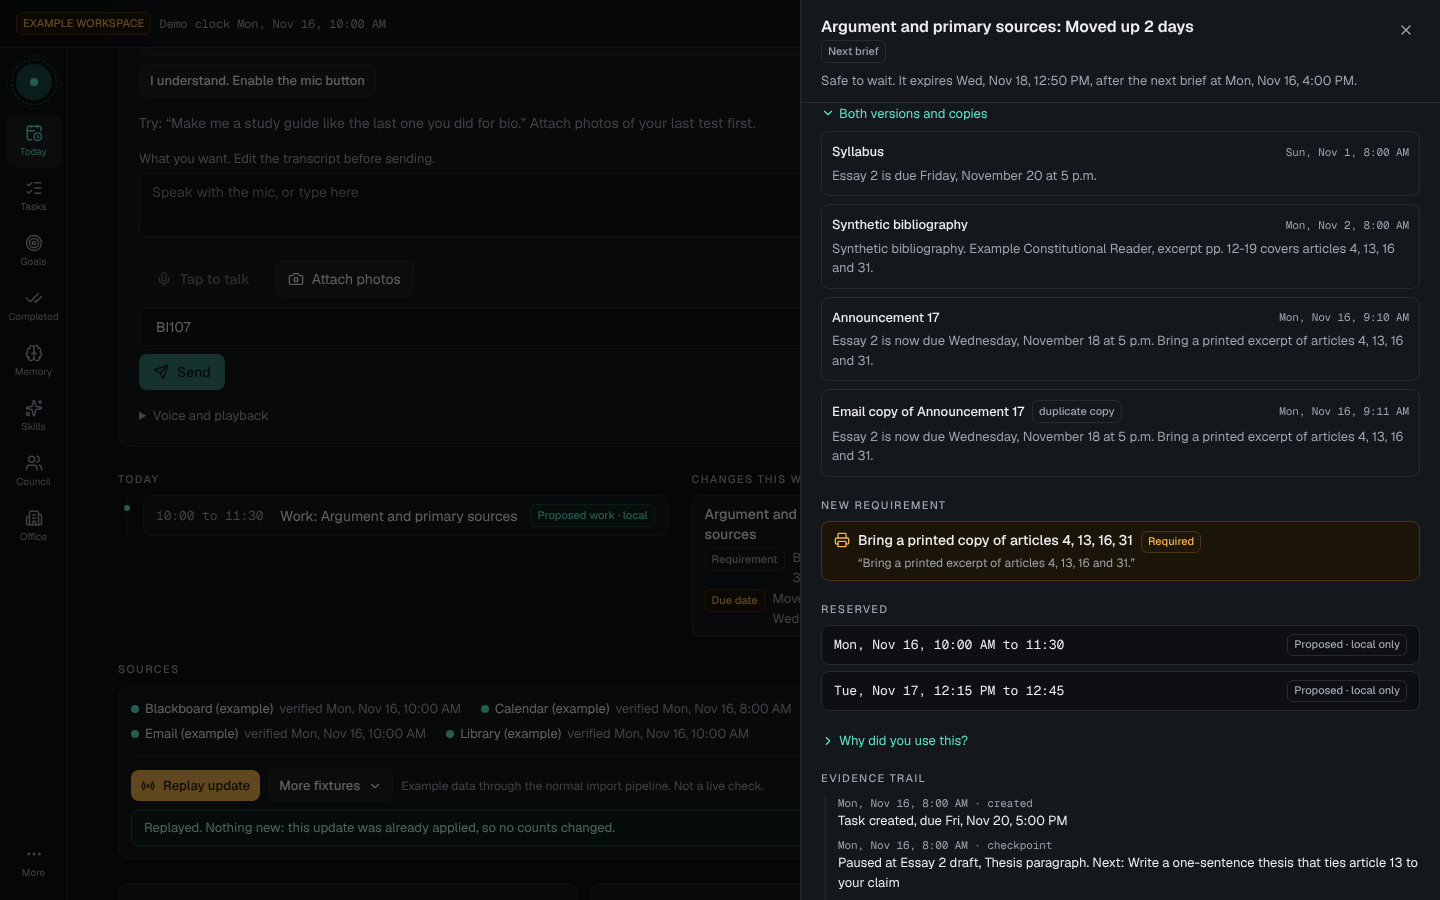 EXAMPLE WORKSPACE
Demo clock Mon, Nov 16, 10:00 AM
Today
Tasks
Goals
Completed
Memory
Skills
Council
Office
More
I understand. Enable the mic button
Try: “Make me a study guide like the last one you did for bio.” Attach photos of your last test first.
What you want. Edit the transcript before sending.
Speak with the mic, or type here
Tap to talk
Attach photos
BI107
Send
Voice and playback
TODAY
10:00 to 11:30
Work: Argument and primary sources
Proposed work · local
CHANGES THIS W
Argument and
sources
Requirement
B
3
Due date
Move
Wed
SOURCES
Blackboard (example) verified Mon, Nov 16, 10:00 AM
Calendar (example) verified Mon, Nov 16, 8:00 AM
Email (example) verified Mon, Nov 16, 10:00 AM
Library (example) verified Mon, Nov 16, 10:00 AM
Replay update
More fixtures
Example data through the normal import pipeline. Not a live check.
Replayed. Nothing new: this update was already applied, so no counts changed.
Argument and primary sources: Moved up 2 days
Next brief
Safe to wait. It expires Wed, Nov 18, 12:50 PM, after the next brief at Mon, Nov 16, 4:00 PM.
Both versions and copies
Syllabus
Sun, Nov 1, 8:00 AM
Essay 2 is due Friday, November 20 at 5 p.m.
Synthetic bibliography
Mon, Nov 2, 8:00 AM
Synthetic bibliography. Example Constitutional Reader, excerpt pp. 12-19 covers articles 4, 13, 16
and 31.
Announcement 17
Mon, Nov 16, 9:10 AM
Essay 2 is now due Wednesday, November 18 at 5 p.m. Bring a printed excerpt of articles 4, 13, 16
and 31.
Email copy of Announcement 17
duplicate copy
Mon, Nov 16, 9:11 AM
Essay 2 is now due Wednesday, November 18 at 5 p.m. Bring a printed excerpt of articles 4, 13, 16
and 31.
NEW REQUIREMENT
Bring a printed copy of articles 4, 13, 16, 31
Required
“Bring a printed excerpt of articles 4, 13, 16 and 31.”
RESERVED
Mon, Nov 16, 10:00 AM to 11:30
Proposed · local only
Tue, Nov 17, 12:15 PM to 12:45
Proposed · local only
Why did you use this?
EVIDENCE TRAIL
Mon, Nov 16, 8:00 AM · created
Task created, due Fri, Nov 20, 5:00 PM
Mon, Nov 16, 8:00 AM · checkpoint
Paused at Essay 2 draft, Thesis paragraph. Next: Write a one-sentence thesis that ties article 13 to
your claim